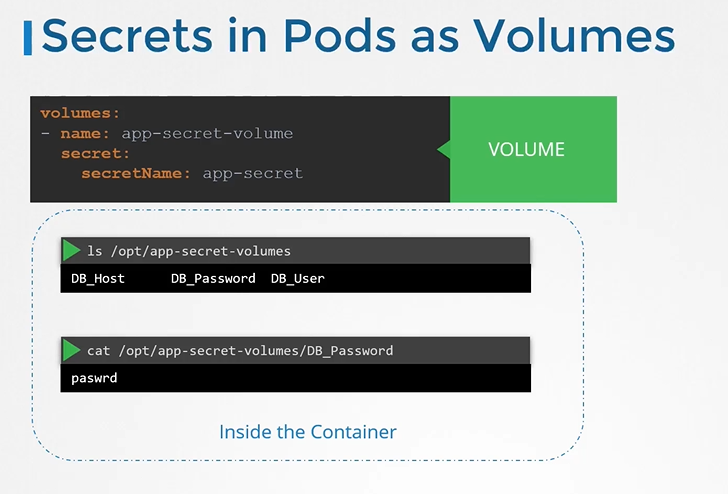 Secrets in Pods as Volumes
volumes:
- name: app-secret-volume
  secret:
    secretName: app-secret
VOLUME
ls /opt/app-secret-volumes
DB_Host      DB_Password  DB_User
cat /opt/app-secret-volumes/DB_Password
paswrd
Inside the Container